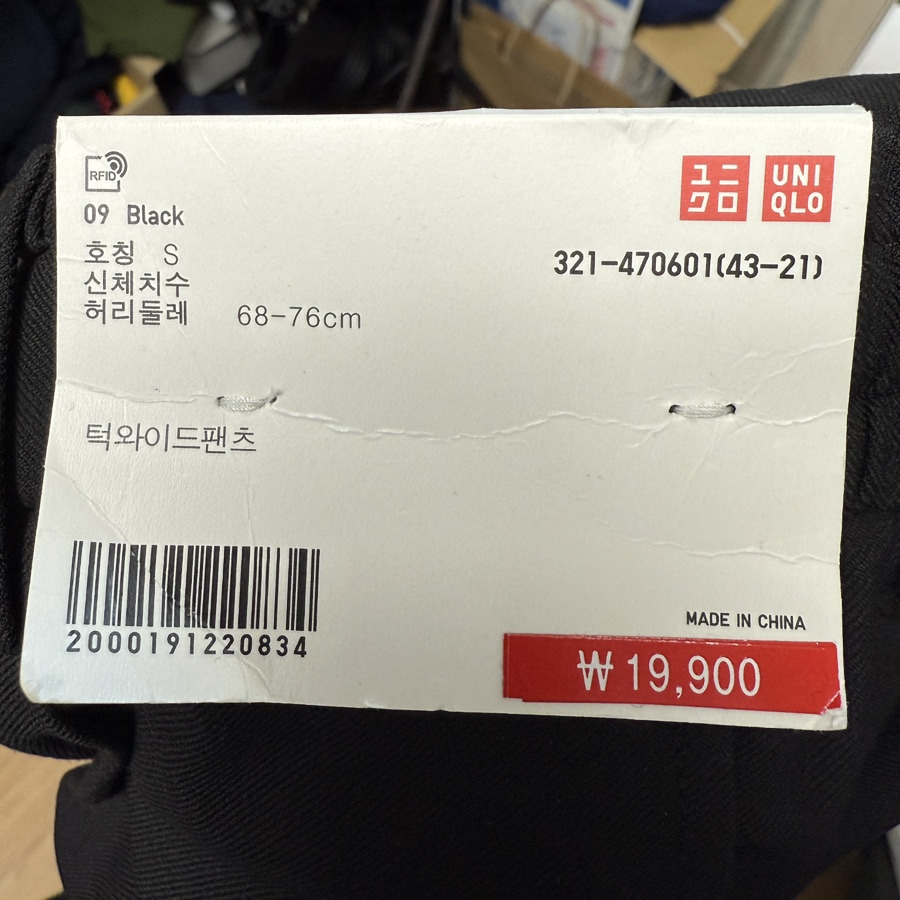 RFID
ユニ
クロ
UNI
QLO
09 Black
호칭 S
321-470601(43-21)
신체치수
허리둘레 68-76cm
턱와이드팬츠
2000191220834
MADE IN CHINA
₩19,900